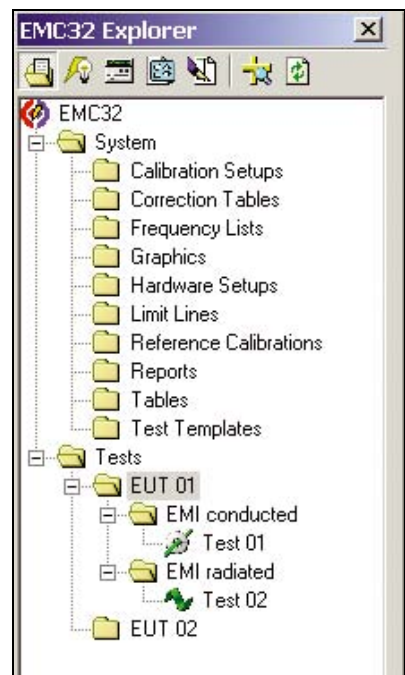 EMC32 Explorer
EMC32
System
Calibration Setups
Correction Tables
Frequency Lists
Graphics
Hardware Setups
Limit Lines
Reference Calibrations
Reports
Tables
Test Templates
Tests
EUT 01
EMI conducted
Test 01
EMI radiated
Test 02
EUT 02